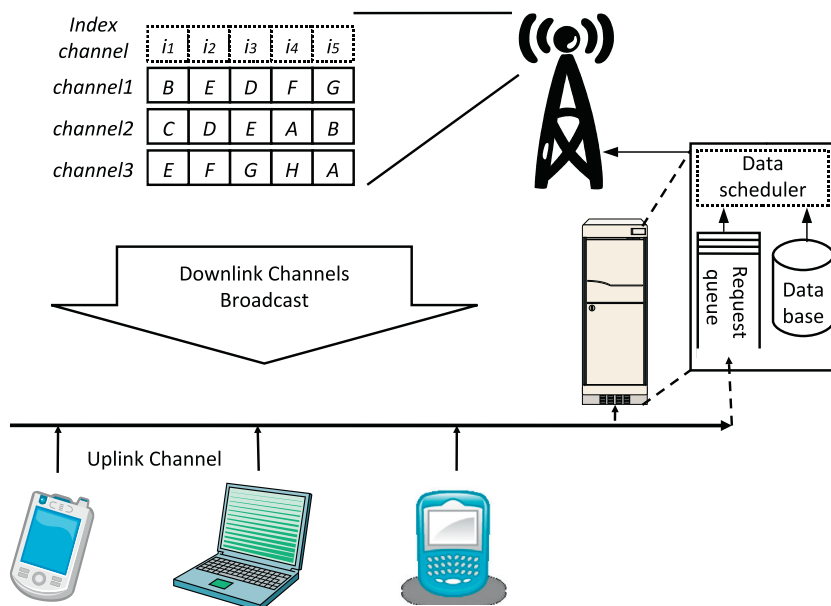 Index
channel i1 i2 i3 i4 i5
channel1 B E D F G
channel2 C D E A B
channel3 E F G H A
Data
scheduler
Downlink Channels
Broadcast
Request
queue
Data
base
Uplink Channel